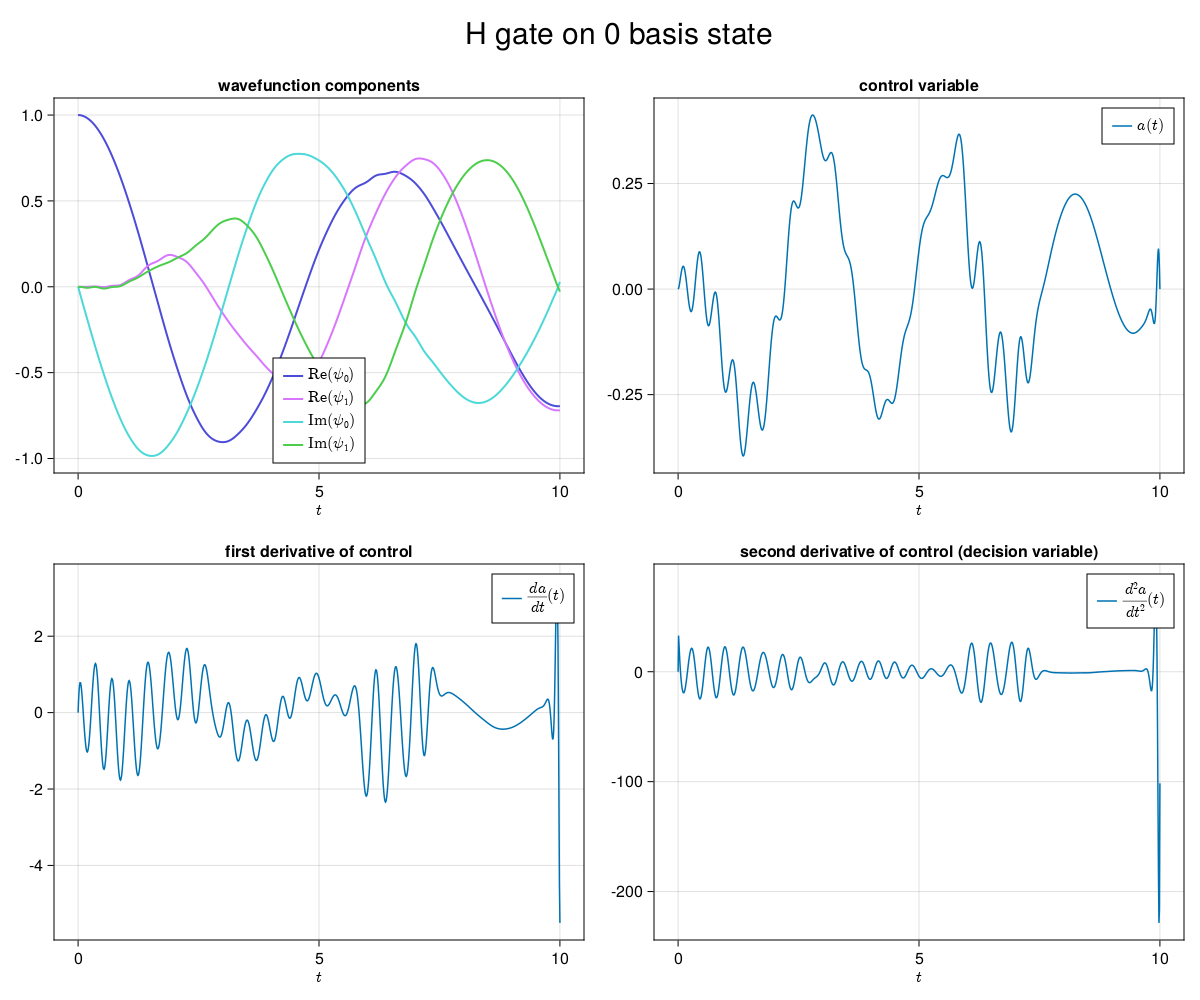 H gate on 0 basis state
wavefunction components
1.0
0.5
0.0
-0.5
-1.0
Re(ψ₀)
Re(ψ₁)
Im(ψ₀)
Im(ψ₁)
0 5 10
t
control variable
0.25
0.00
-0.25
a(t)
0 5 10
t
first derivative of control
2
0
-2
-4
da/dt(t)
0 5 10
t
second derivative of control (decision variable)
0
-100
-200
d²a/dt²(t)
0 5 10
t